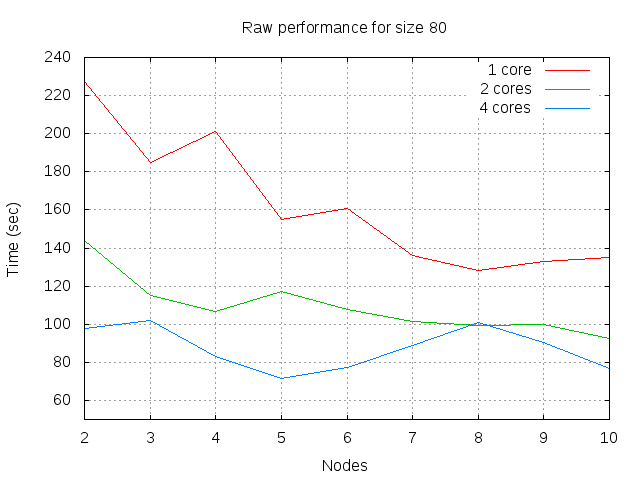 Raw performance for size 80
240
220
200
180
160
140
120
100
80
60
2 3 4 5 6 7 8 9 10
Time (sec)
Nodes
1 core
2 cores
4 cores